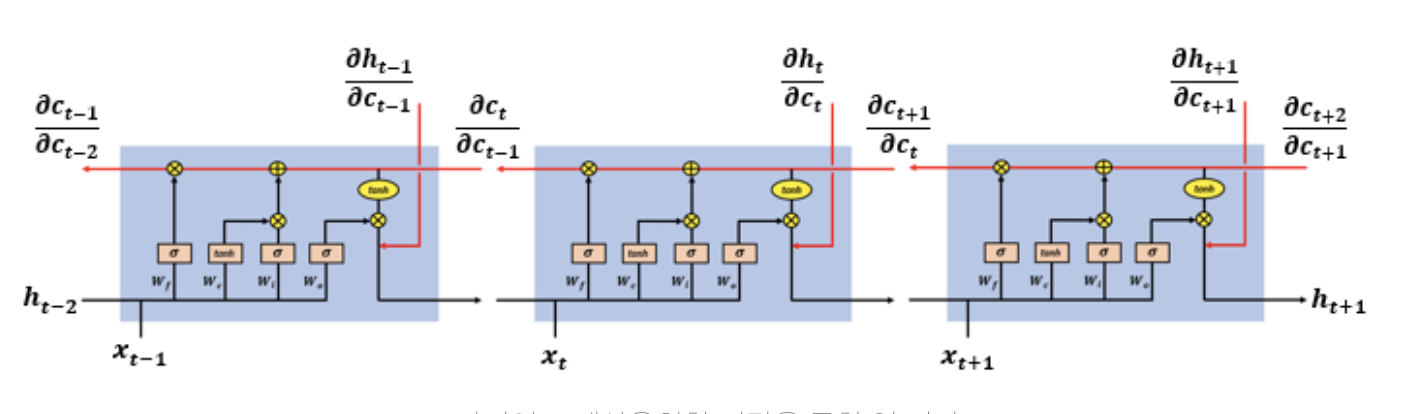 ∂h_{t-1}/∂c_{t-1}
∂h_t/∂c_t
∂h_{t+1}/∂c_{t+1}
∂c_{t-1}/∂c_{t-2}
∂c_t/∂c_{t-1}
∂c_{t+1}/∂c_t
∂c_{t+2}/∂c_{t+1}
tanh
tanh
tanh
σ tanh σ σ
σ tanh σ σ
σ tanh σ σ
W_f W_c W_i W_o
W_f W_c W_i W_o
W_f W_c W_i W_o
h_{t-2}
h_{t+1}
x_{t-1}
x_t
x_{t+1}